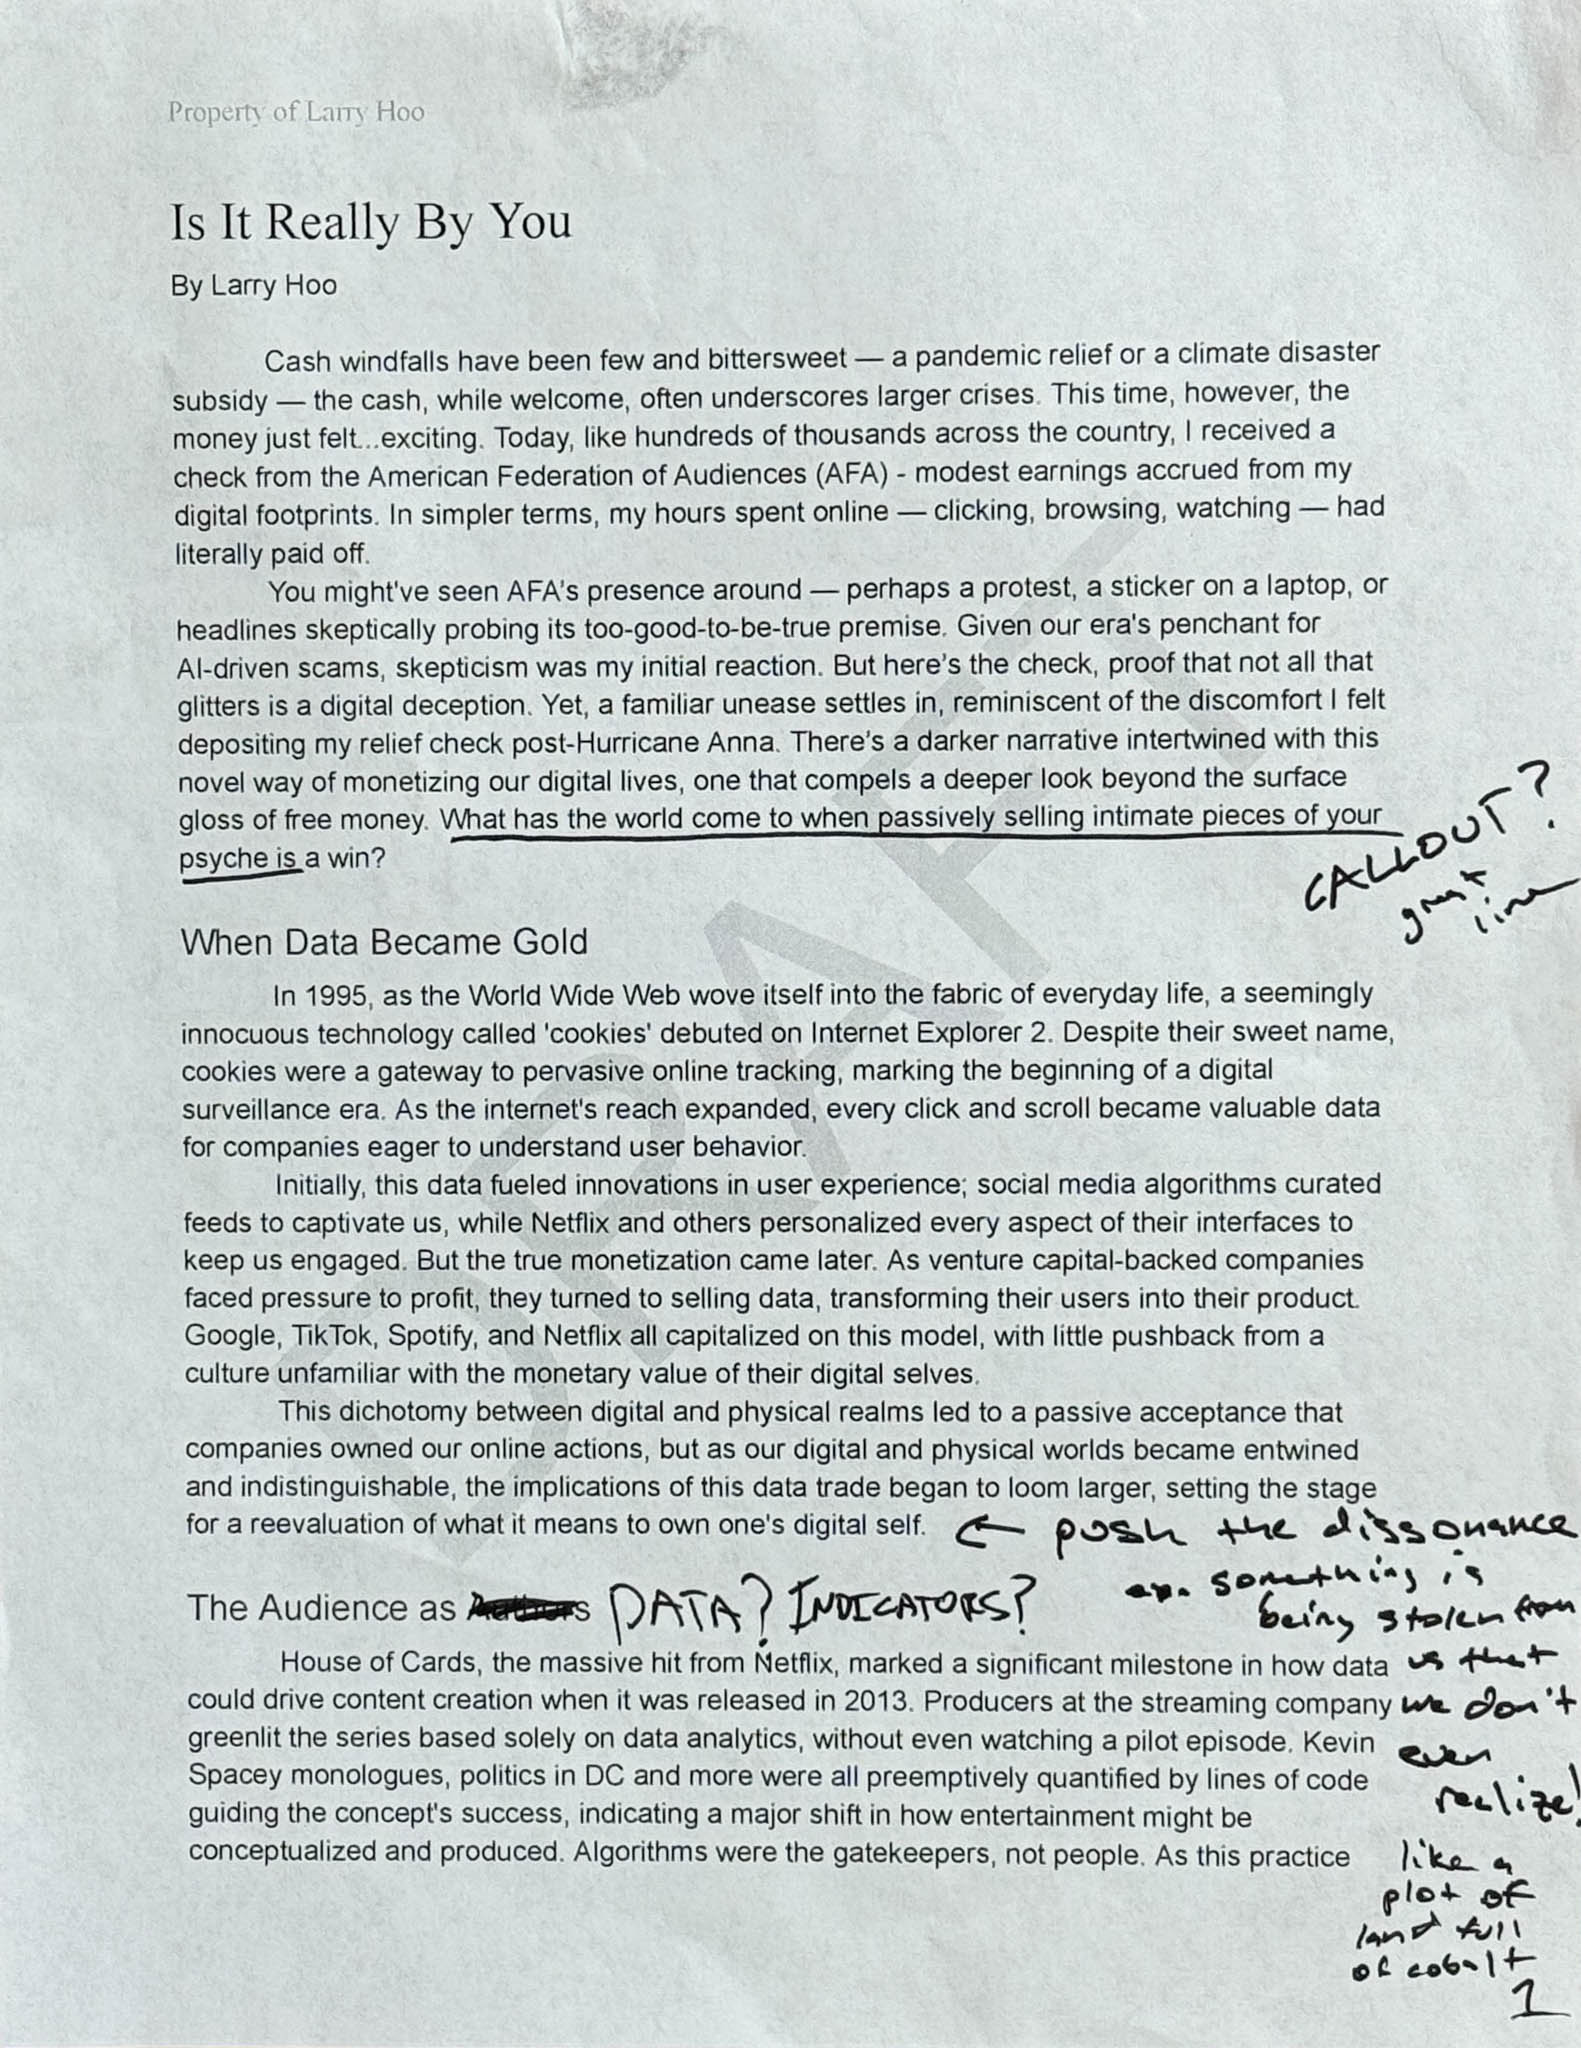 Property of Larry Hoo
Is It Really By You
By Larry Hoo
Cash windfalls have been few and bittersweet — a pandemic relief or a climate disaster
subsidy — the cash, while welcome, often underscores larger crises. This time, however, the
money just felt...exciting. Today, like hundreds of thousands across the country, I received a
check from the American Federation of Audiences (AFA) - modest earnings accrued from my
digital footprints. In simpler terms, my hours spent online — clicking, browsing, watching — had
literally paid off.
You might've seen AFA's presence around — perhaps a protest, a sticker on a laptop, or
headlines skeptically probing its too-good-to-be-true premise. Given our era's penchant for
AI-driven scams, skepticism was my initial reaction. But here's the check, proof that not all that
glitters is a digital deception. Yet, a familiar unease settles in, reminiscent of the discomfort I felt
depositing my relief check post-Hurricane Anna. There's a darker narrative intertwined with this
novel way of monetizing our digital lives, one that compels a deeper look beyond the surface
gloss of free money. What has the world come to when passively selling intimate pieces of your
psyche is a win?
CALLOUT?
great
line
When Data Became Gold
In 1995, as the World Wide Web wove itself into the fabric of everyday life, a seemingly
innocuous technology called 'cookies' debuted on Internet Explorer 2. Despite their sweet name,
cookies were a gateway to pervasive online tracking, marking the beginning of a digital
surveillance era. As the internet's reach expanded, every click and scroll became valuable data
for companies eager to understand user behavior.
Initially, this data fueled innovations in user experience; social media algorithms curated
feeds to captivate us, while Netflix and others personalized every aspect of their interfaces to
keep us engaged. But the true monetization came later. As venture capital-backed companies
faced pressure to profit, they turned to selling data, transforming their users into their product.
Google, TikTok, Spotify, and Netflix all capitalized on this model, with little pushback from a
culture unfamiliar with the monetary value of their digital selves.
This dichotomy between digital and physical realms led to a passive acceptance that
companies owned our online actions, but as our digital and physical worlds became entwined
and indistinguishable, the implications of this data trade began to loom larger, setting the stage
for a reevaluation of what it means to own one's digital self.
← push the dissonance
something is
being stolen from
us that
we don't
even
realize!
like a
plot of
land full
of cobalt
The Audience as DATA? INDICATORS?
House of Cards, the massive hit from Netflix, marked a significant milestone in how data
could drive content creation when it was released in 2013. Producers at the streaming company
greenlit the series based solely on data analytics, without even watching a pilot episode. Kevin
Spacey monologues, politics in DC and more were all preemptively quantified by lines of code
guiding the concept's success, indicating a major shift in how entertainment might be
conceptualized and produced. Algorithms were the gatekeepers, not people. As this practice
1
DRAFT